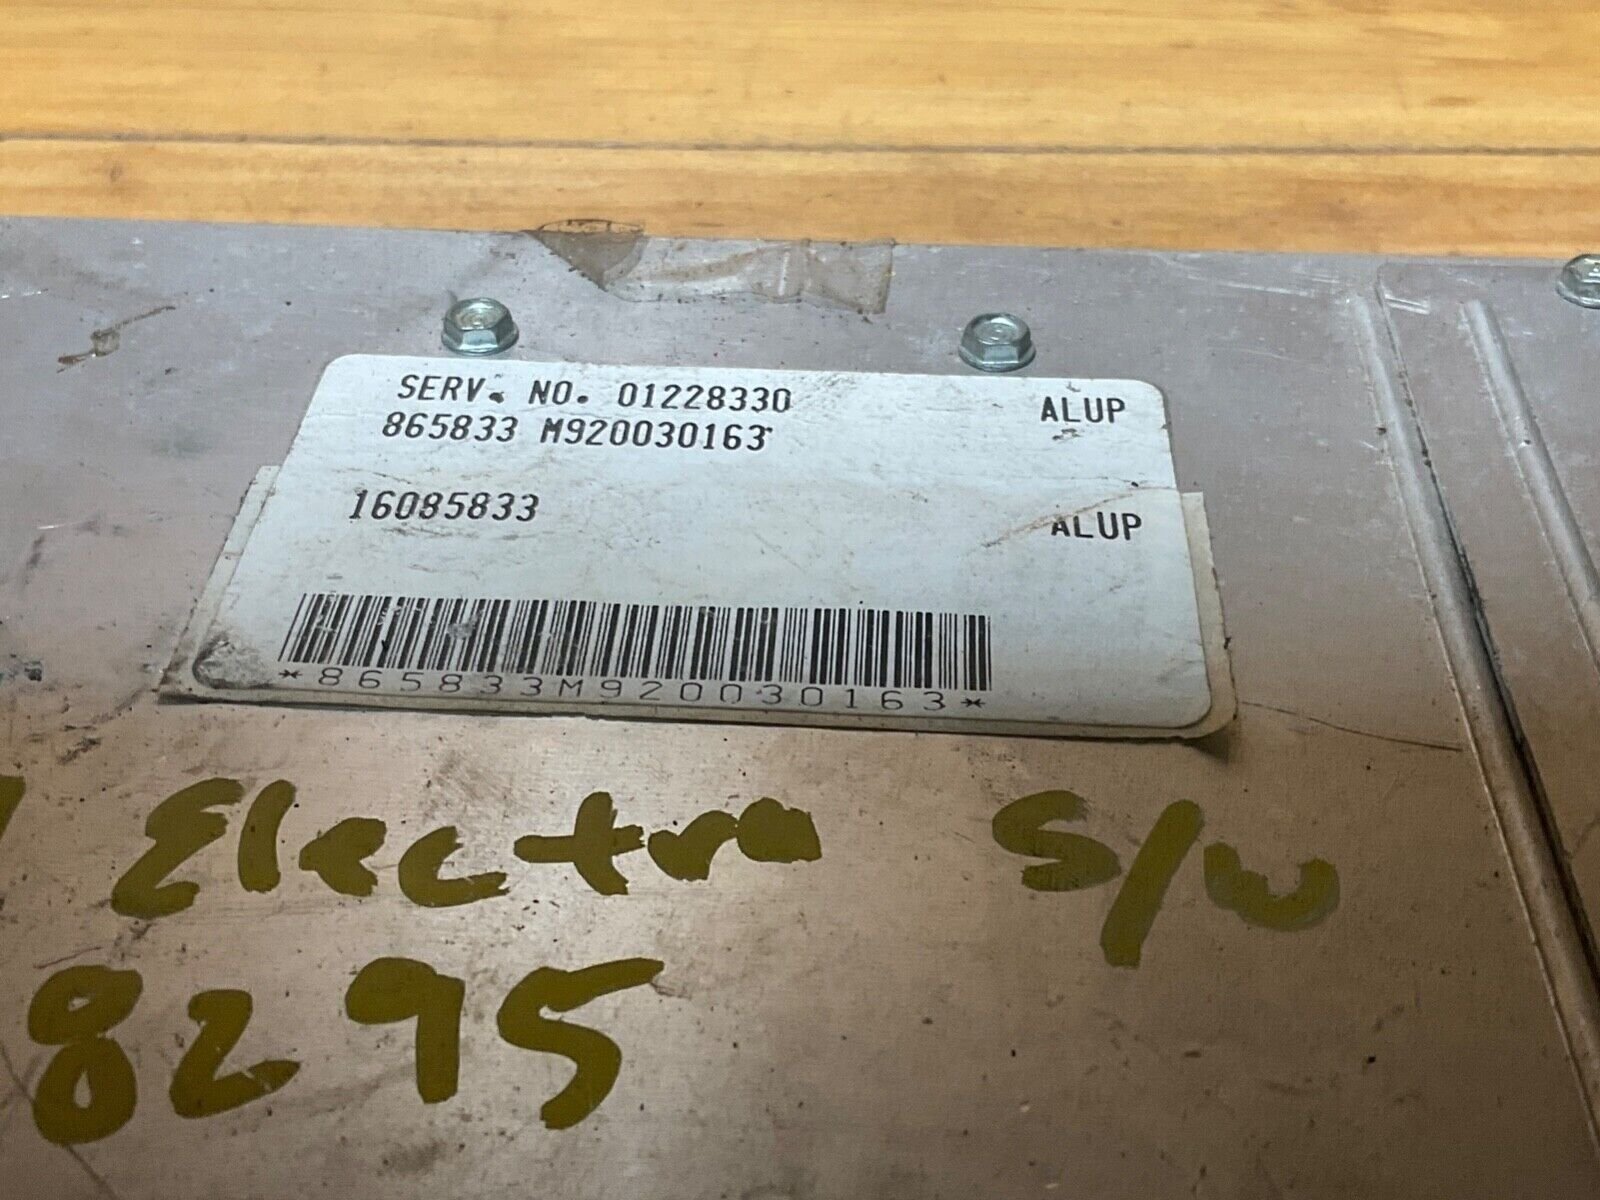 SERV. NO. 01228330 ALUP
865833 M920030163
16085833 ALUP
*865833M920030163*
Electra S/W
8295